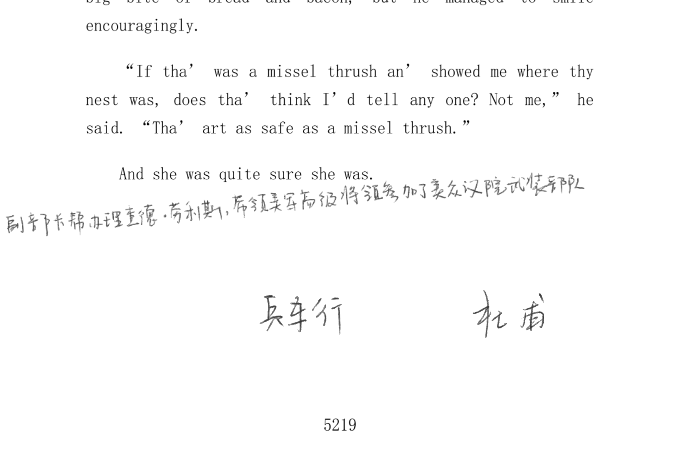 big bite of bread and bacon, but he managed to smile
encouragingly.
“If tha’ was a missel thrush an’ showed me where thy
nest was, does tha’ think I’d tell any one? Not me,” he
said. “Tha’ art as safe as a missel thrush.”
And she was quite sure she was.
副部长帮办理查德·劳利斯,带领美军高级将领参加了美众议院武装部队
兵车行 杜甫
5219